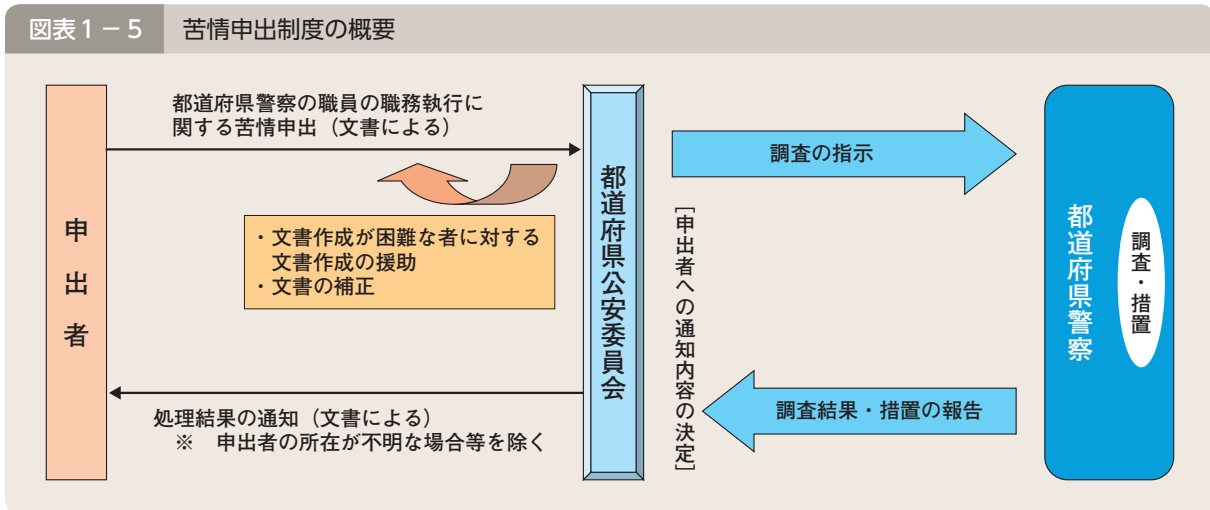 図表1－5 苦情申出制度の概要
都道府県警察の職員の職務執行に
関する苦情申出（文書による）
申出者
・文書作成が困難な者に対する
文書作成の援助
・文書の補正
処理結果の通知（文書による）
※　申出者の所在が不明な場合等を除く
都道府県公安委員会
調査の指示
［申出者への通知内容の決定］
調査結果・措置の報告
都道府県警察
調査・措置